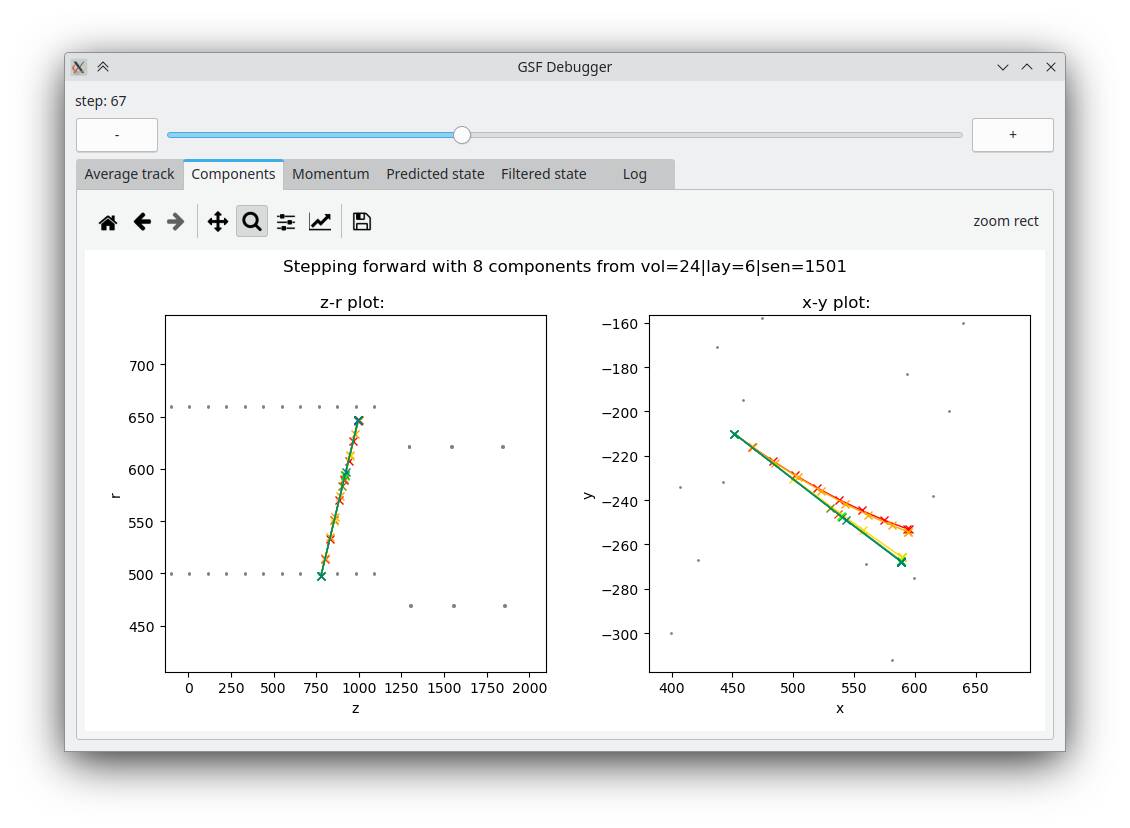 GSF Debugger
step: 67
- +
Average track Components Momentum Predicted state Filtered state Log
zoom rect
Stepping forward with 8 components from vol=24|lay=6|sen=1501
z-r plot:
700
650
600
550
500
450
r
0 250 500 750 1000 1250 1500 1750 2000
z
x-y plot:
−160
−180
−200
−220
−240
−260
−280
−300
y
400 450 500 550 600 650
x